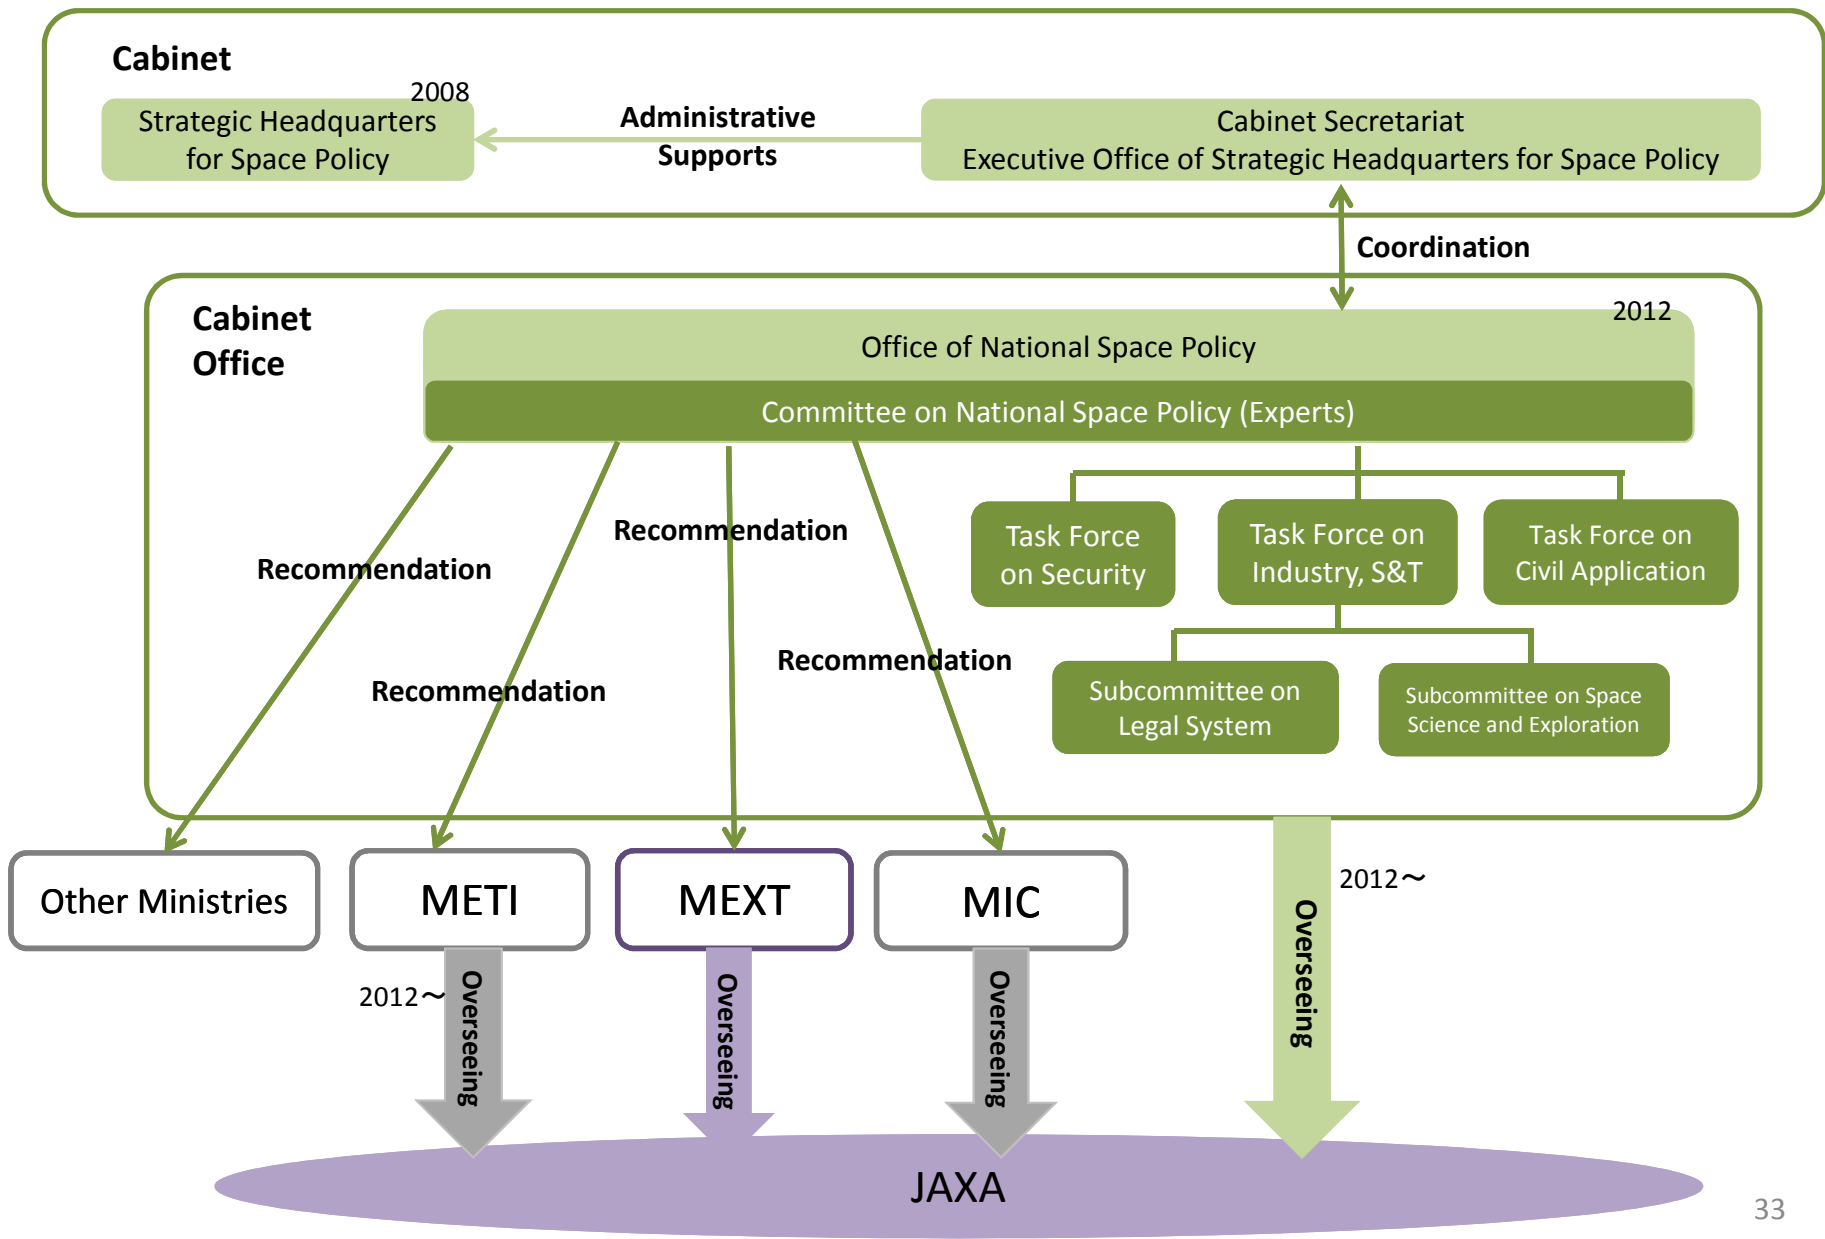 Cabinet
2008
Strategic Headquarters
for Space Policy
Administrative
Supports
Cabinet Secretariat
Executive Office of Strategic Headquarters for Space Policy
Coordination
Cabinet
Office
2012
Office of National Space Policy
Committee on National Space Policy (Experts)
Recommendation
Recommendation
Recommendation
Recommendation
Task Force
on Security
Task Force on
Industry, S&T
Task Force on
Civil Application
Subcommittee on
Legal System
Subcommittee on Space
Science and Exploration
Other Ministries
METI
MEXT
MIC
2012～
Overseeing
2012～
Overseeing
Overseeing
Overseeing
JAXA
33